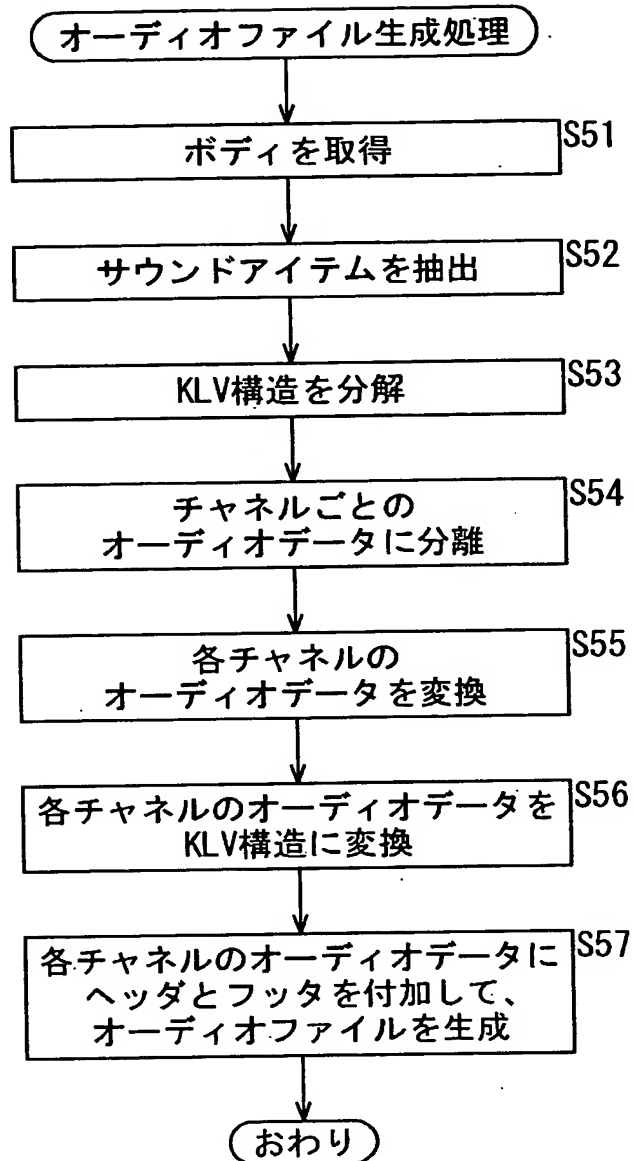 オーディオファイル生成処理
ボディを取得
S51
サウンドアイテムを抽出
S52
KLV構造を分解
S53
チャネルごとの
オーディオデータに分離
S54
各チャネルの
オーディオデータを変換
S55
各チャネルのオーディオデータを
KLV構造に変換
S56
各チャネルのオーディオデータに
ヘッダとフッタを付加して、
オーディオファイルを生成
S57
おわり